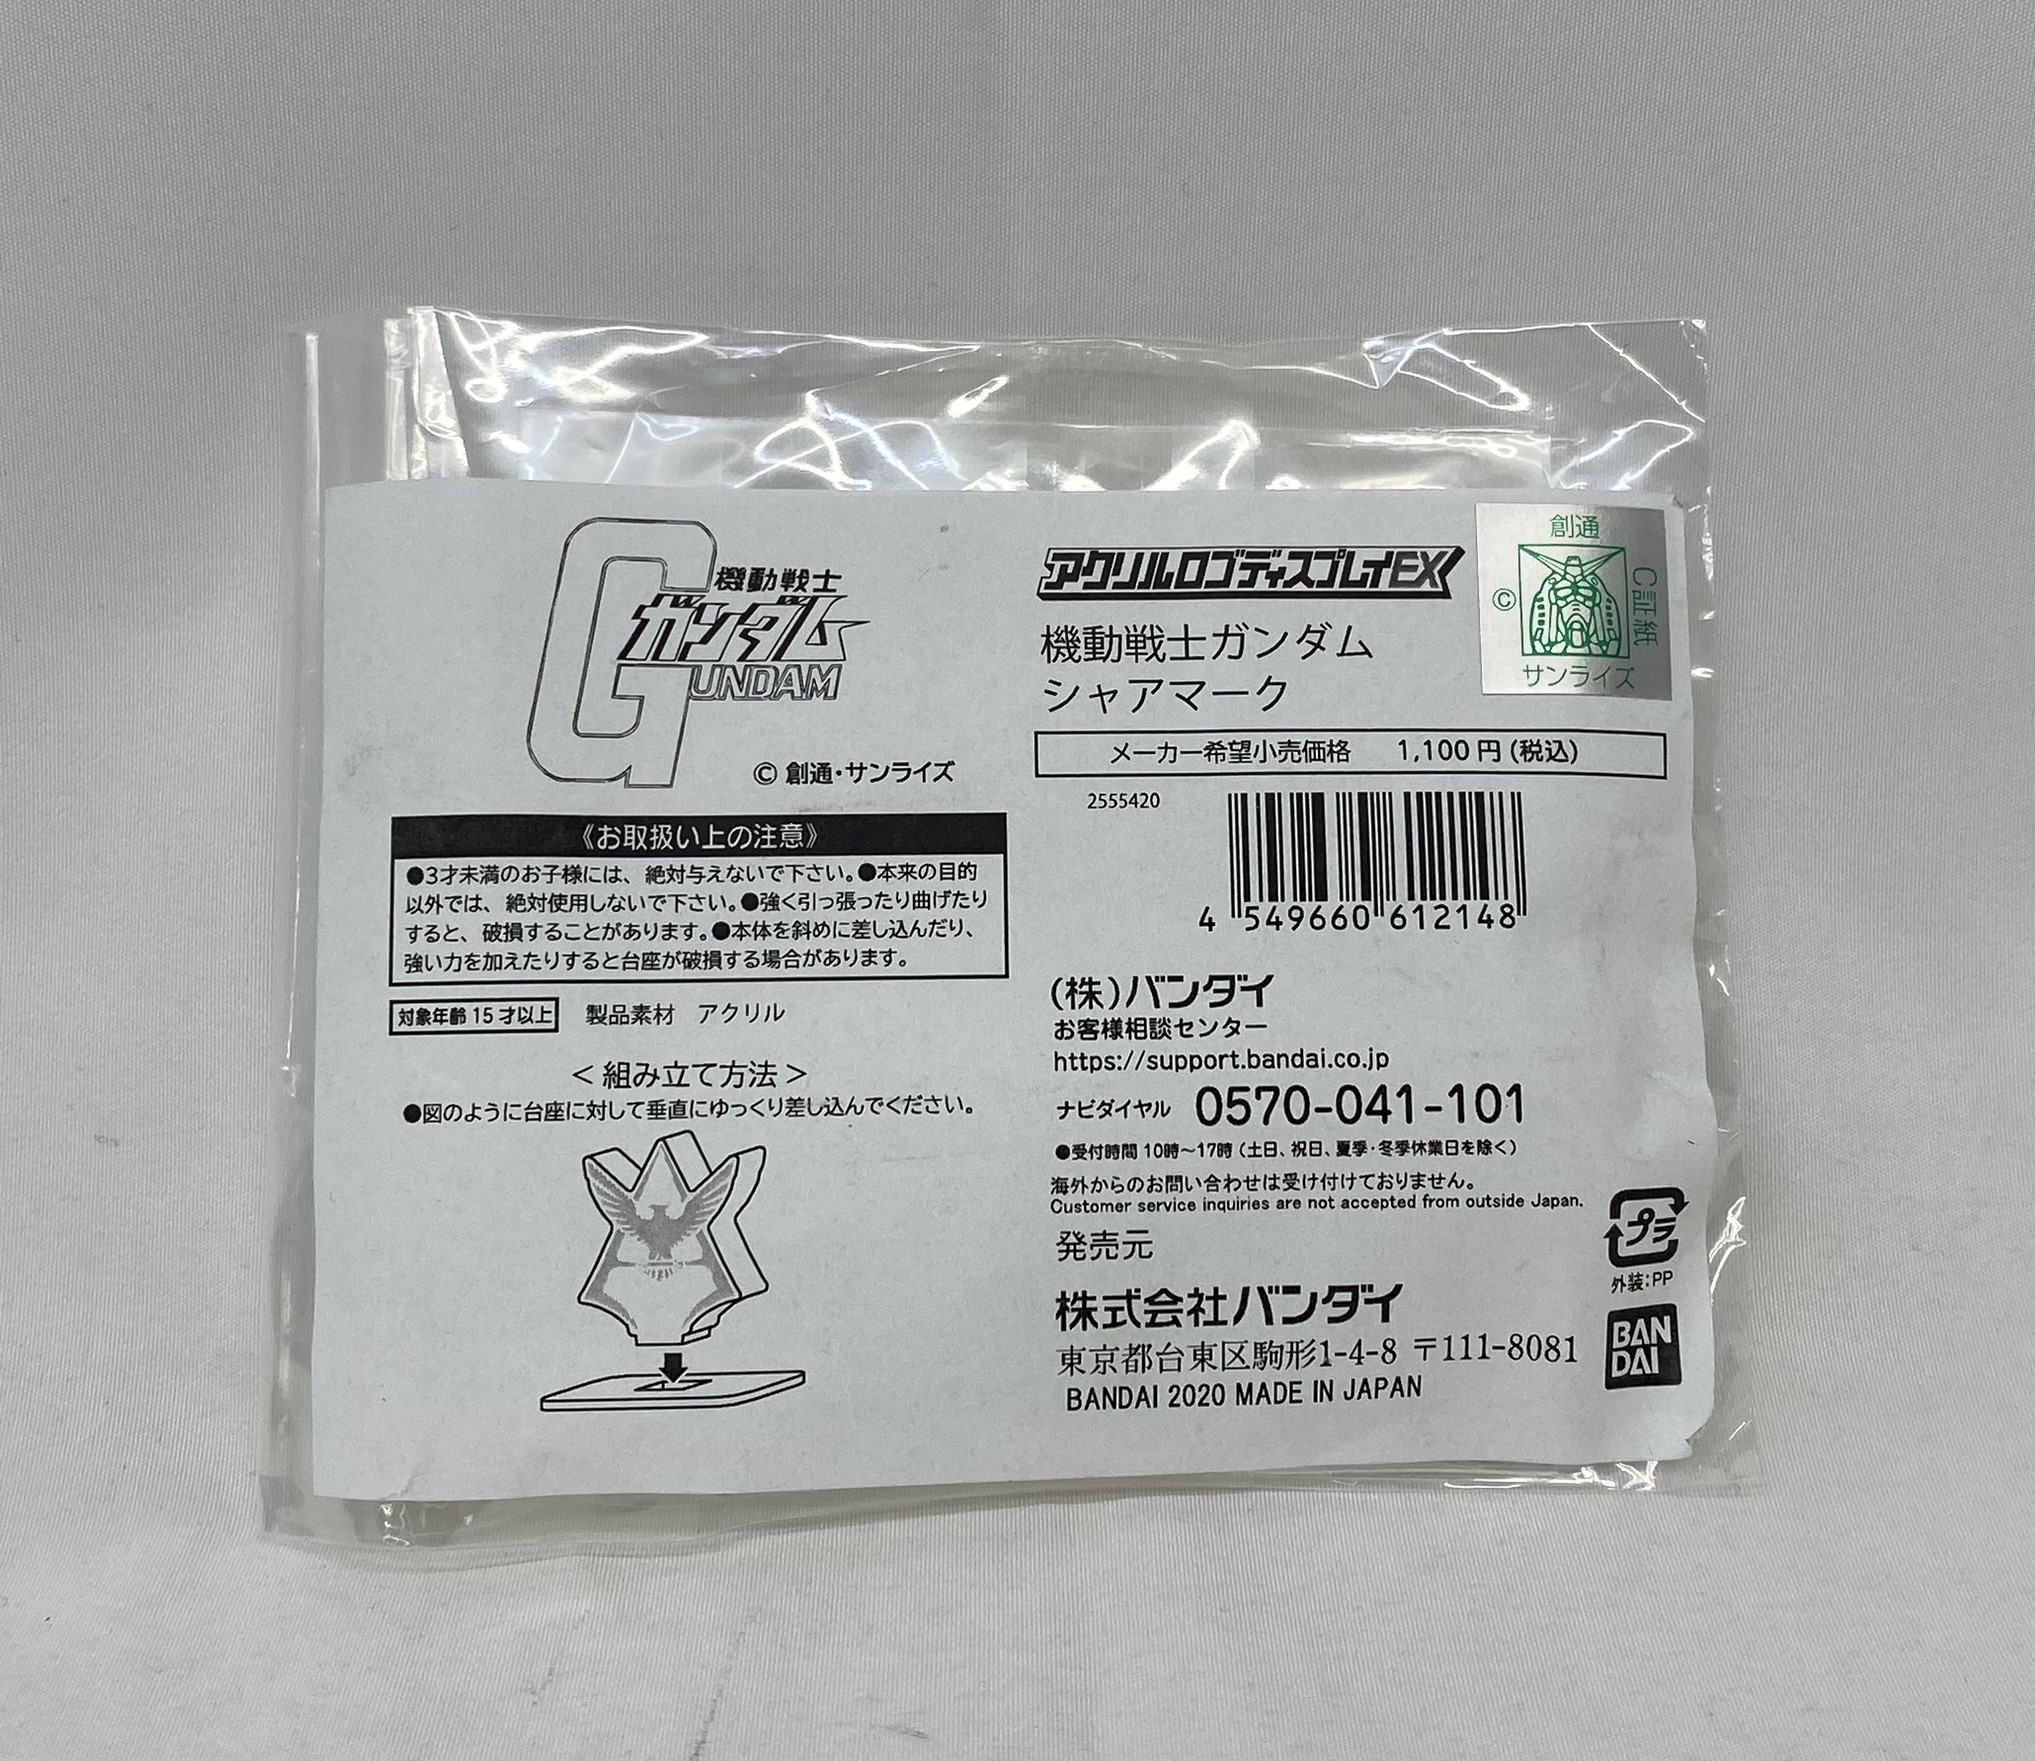 機動戦士
ガンダム
GUNDAM
© 創通・サンライズ
《お取扱い上の注意》
●3才未満のお子様には、絶対与えないで下さい。●本来の目的
以外では、絶対使用しないで下さい。●強く引っ張ったり曲げたり
すると、破損することがあります。●本体を斜めに差し込んだり、
強い力を加えたりすると台座が破損する場合があります。
対象年齢 15 才以上 製品素材 アクリル
＜組み立て方法＞
●図のように台座に対して垂直にゆっくり差し込んでください。
アクリルロゴディスプレイEX
機動戦士ガンダム
シャアマーク
創通
©
C証紙
サンライズ
メーカー希望小売価格 1,100 円 (税込)
2555420
4 549660 612148
(株)バンダイ
お客様相談センター
https://support.bandai.co.jp
ナビダイヤル 0570-041-101
●受付時間 10時～17時 (土日、祝日、夏季・冬季休業日を除く)
海外からのお問い合わせは受け付けておりません。
Customer service inquiries are not accepted from outside Japan.
発売元
株式会社バンダイ
東京都台東区駒形1-4-8 〒111-8081
BANDAI 2020 MADE IN JAPAN
プラ
外装:PP
BAN
DAI